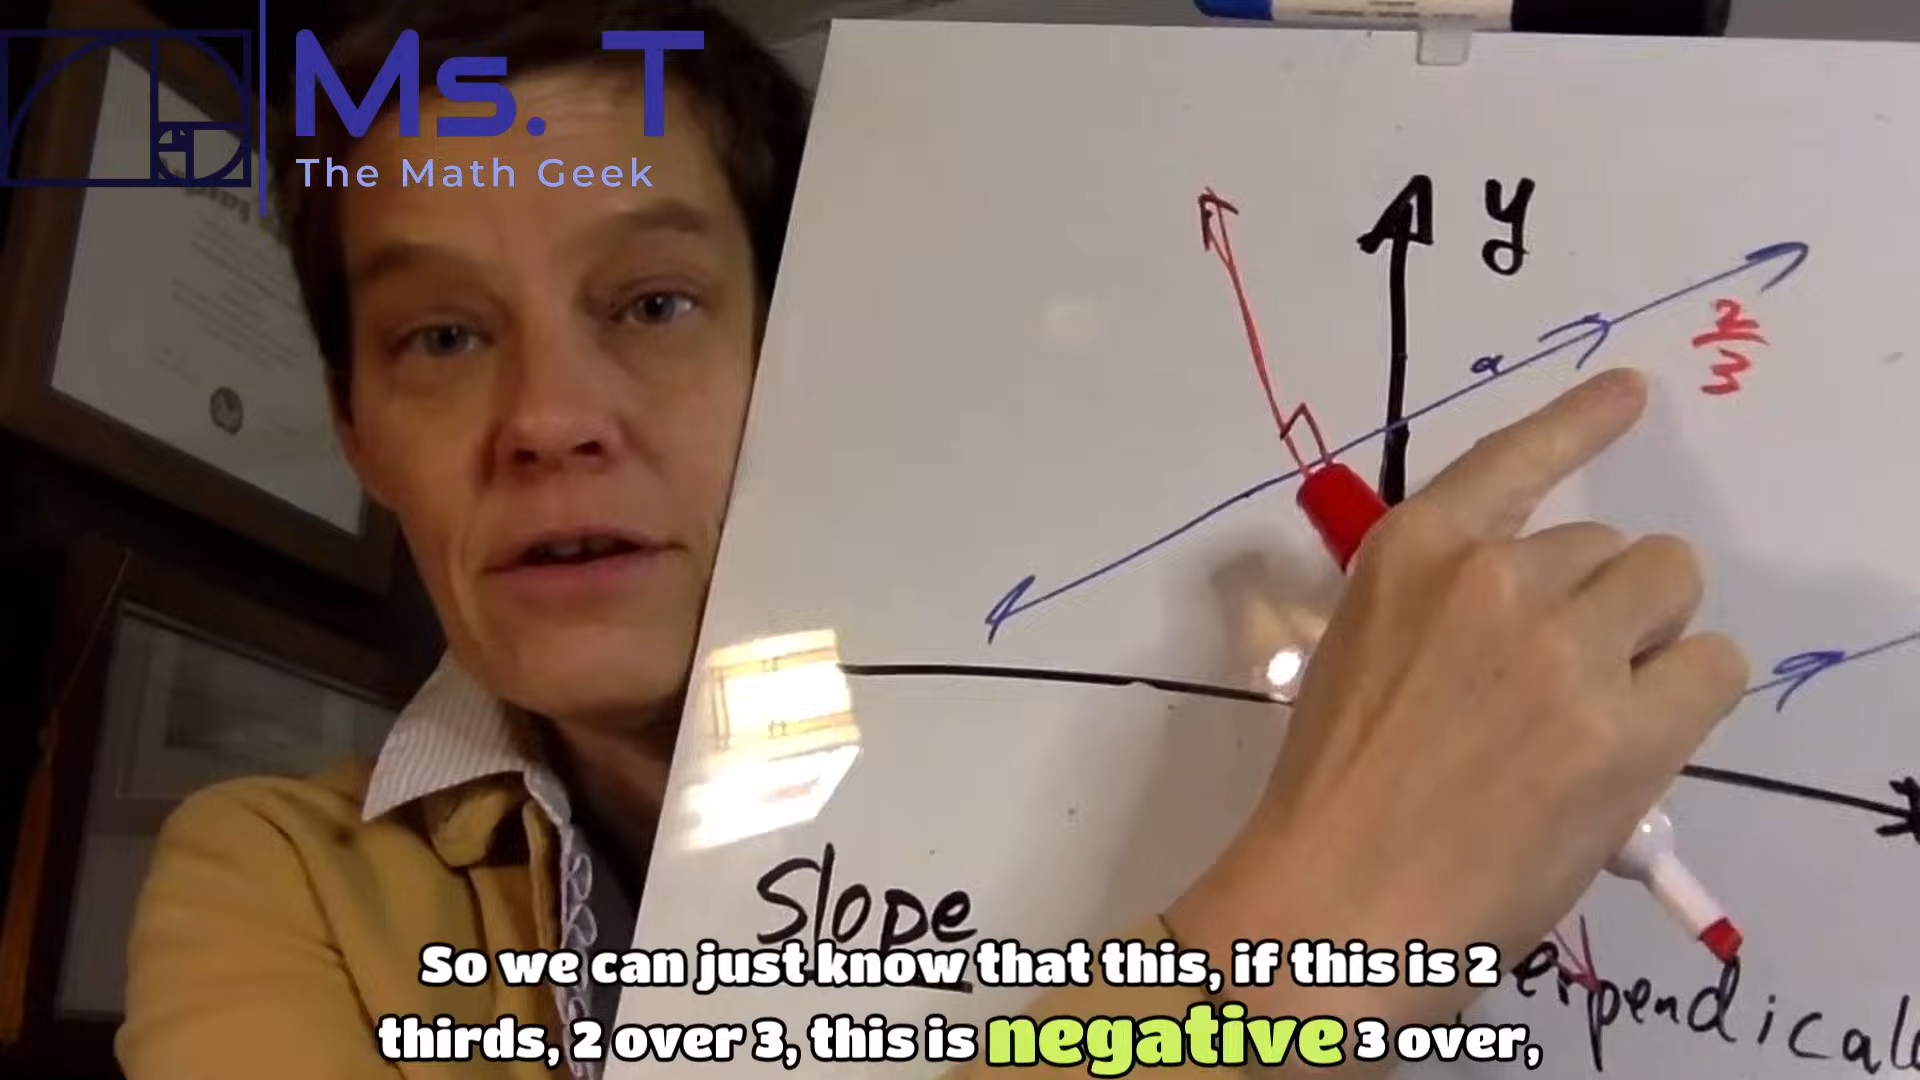 Ms. T
The Math Geek
y
a
2
3
Slope
So we can just know that this, if this is 2
thirds, 2 over 3, this is negative 3 over,
erpendicul